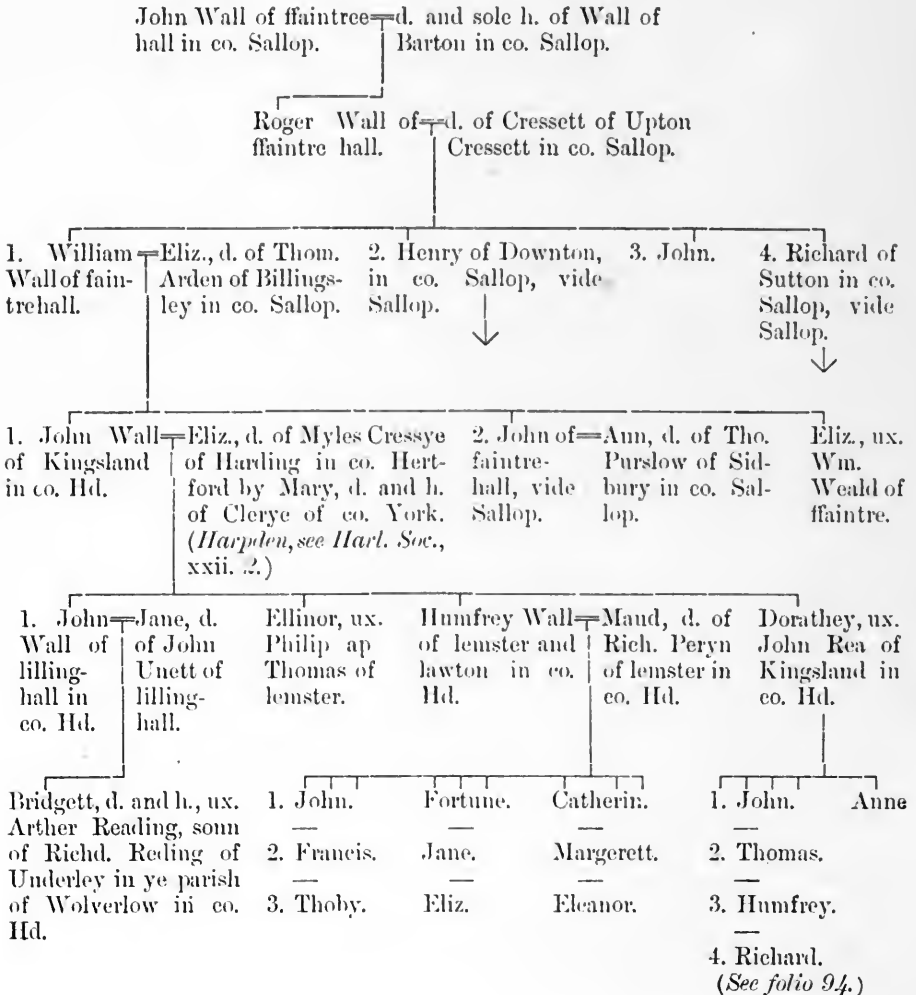 John Wall of ffaintree=d. and sole h. of Wall of
hall in co. Sallop. Barton in co. Sallop.
Roger Wall of=d. of Cressett of Upton
ffaintre hall. Cressett in co. Sallop.
1. William=Eliz., d. of Thom.
Wall of fain- Arden of Billings-
trehall. ley in co. Sallop.
2. Henry of Downton,
in co. Sallop, vide
Sallop.
3. John.
4. Richard of
Sutton in co.
Sallop, vide
Sallop.
1. John Wall=Eliz., d. of Myles Cressye
of Kingsland of Harding in co. Hert-
in co. Hd. ford by Mary, d. and h.
of Clerye of co. York.
(Harpden, see Harl. Soc.,
xxii. 2.)
2. John of=Ann, d. of Tho.
faintre- Purslow of Sid-
hall, vide bury in co. Sal-
Sallop. lop.
Eliz., ux.
Wm.
Weald of
ffaintre.
1. John=Jane, d.
Wall of of John
lilling- Unett of
hall in lilling-
co. Hd. hall.
Ellinor, ux.
Philip ap
Thomas of
lemster.
Humfrey Wall=Maud, d. of
of lemster and Rich. Peryn
lawton in co. of lemster in
Hd. co. Hd.
Dorathey, ux.
John Rea of
Kingsland in
co. Hd.
Bridgett, d. and h., ux.
Arther Reading, sonn
of Richd. Reding of
Underley in ye parish
of Wolverlow in co.
Hd.
1. John. Fortune. Catherin.
2. Francis. Jane. Margerett.
3. Thoby. Eliz. Eleanor.
1. John. Anne
2. Thomas.
3. Humfrey.
4. Richard.
(See folio 94.)